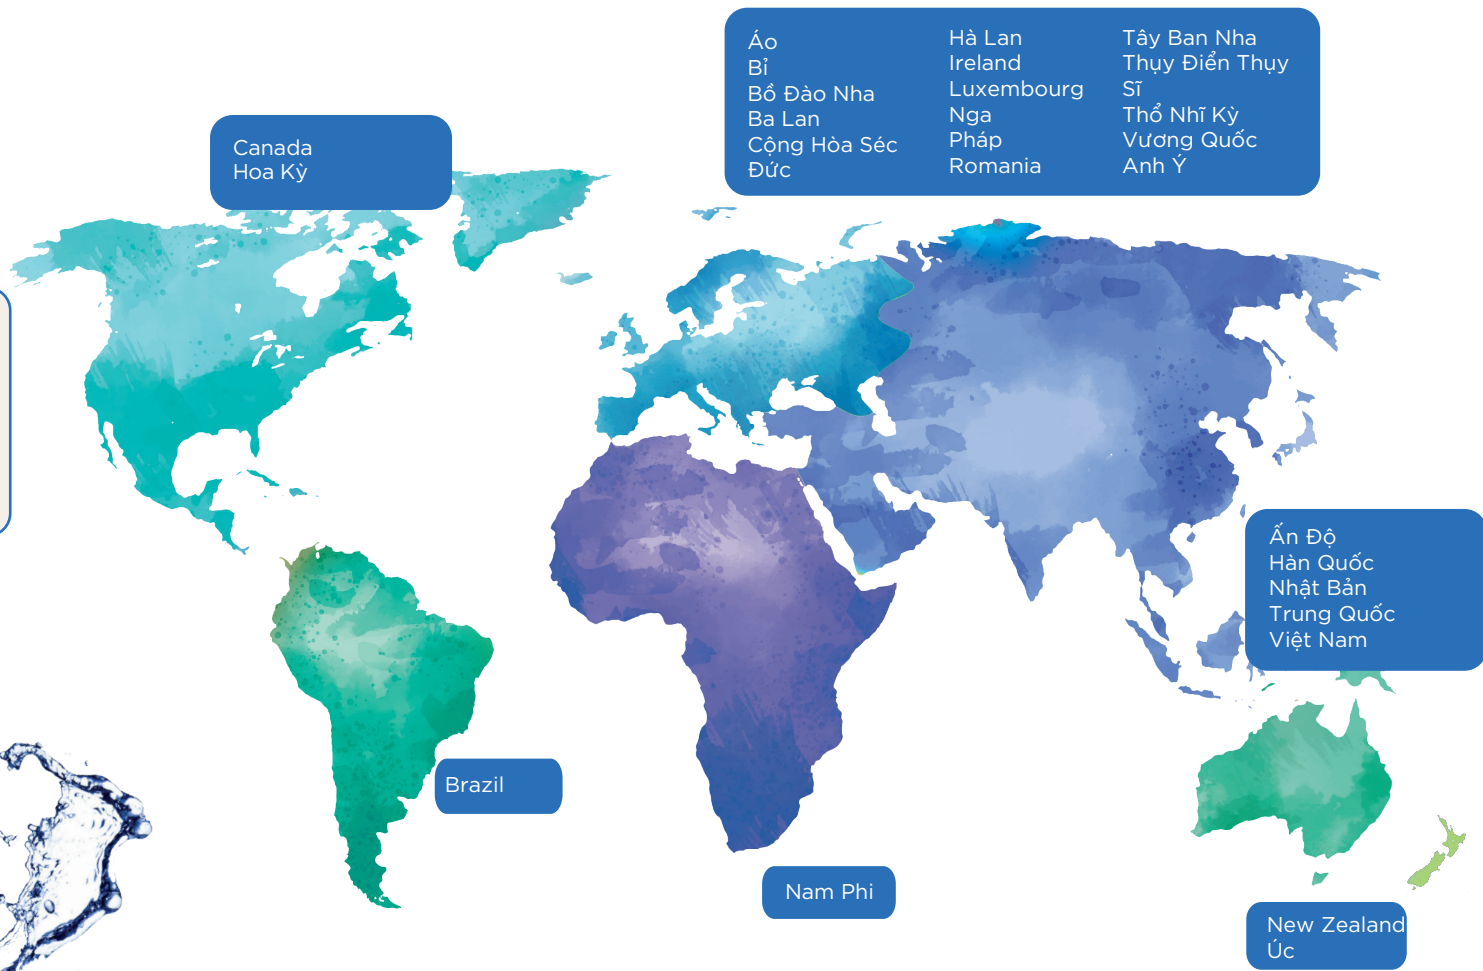 Áo
Bỉ
Bồ Đào Nha
Ba Lan
Cộng Hòa Séc
Đức
Hà Lan
Ireland
Luxembourg
Nga
Pháp
Romania
Tây Ban Nha
Thụy Điển Thụy
Sĩ
Thổ Nhĩ Kỳ
Vương Quốc
Anh Ý
Canada
Hoa Kỳ
Ấn Độ
Hàn Quốc
Nhật Bản
Trung Quốc
Việt Nam
Brazil
Nam Phi
New Zealand
Úc